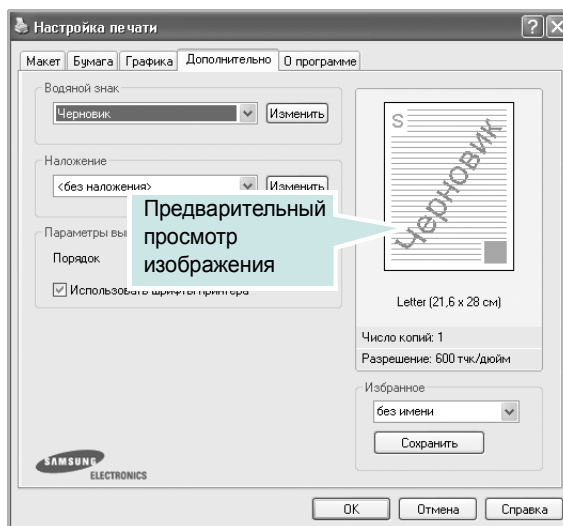 Настройка печати
Макет Бумага Графика Дополнительно О программе
Водяной знак
Черновик Изменить
Наложение
<без наложения> Изменить
Предварительный
просмотр
изображения
Параметры
Порядок
Использовать шрифты принтера
S
Черновик
Letter (21,6 x 28 см)
Число копий: 1
Разрешение: 600 тчк/дюйм
Избранное
без имени
Сохранить
SAMSUNG
ELECTRONICS
OK Отмена Справка